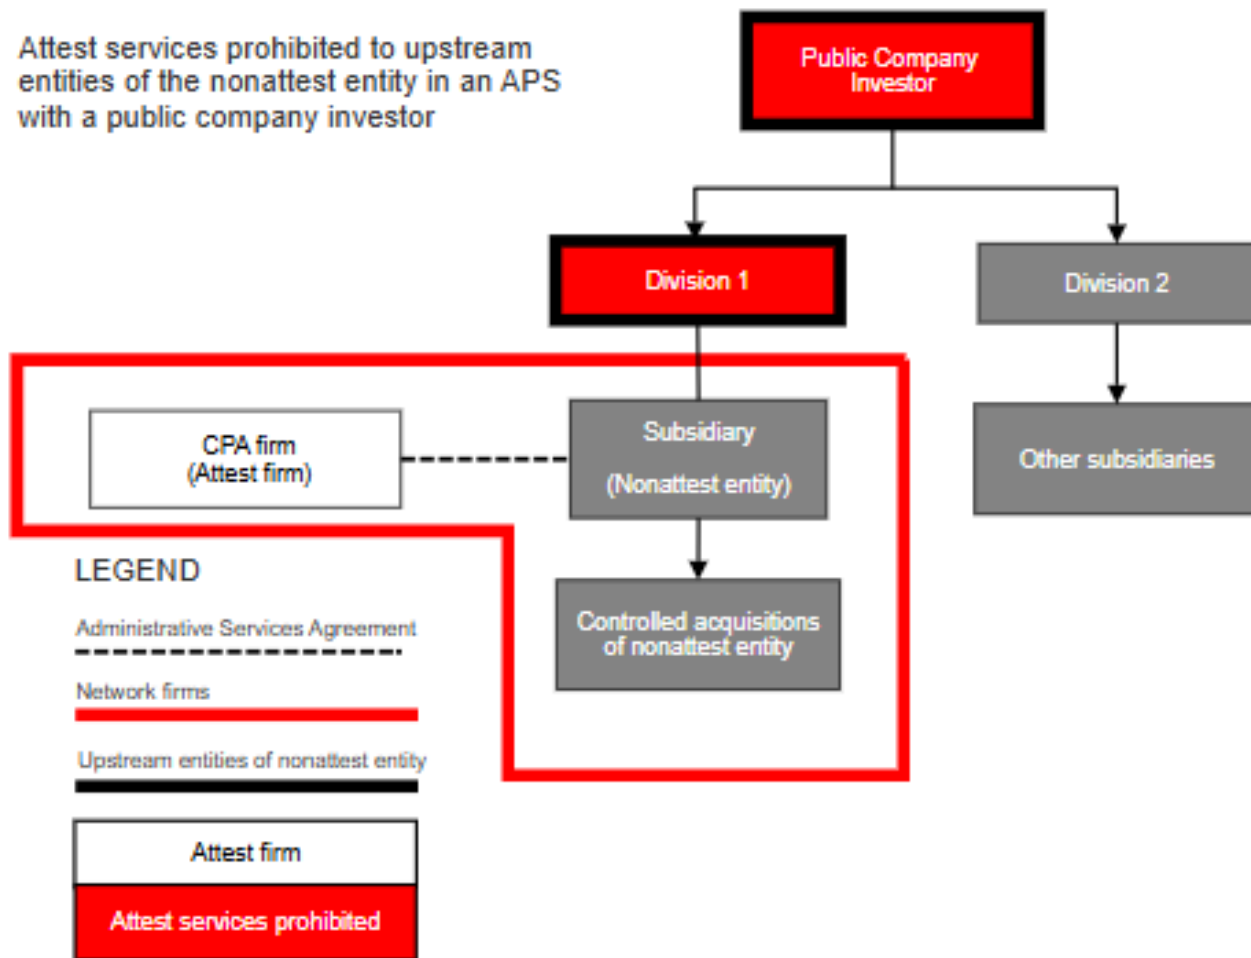 Attest services prohibited to upstream
entities of the nonattest entity in an APS
with a public company investor
Public Company
Investor
Division 1
Division 2
CPA firm
(Attest firm)
Subsidiary
(Nonattest entity)
Other subsidiaries
Controlled acquisitions
of nonattest entity
LEGEND
Administrative Services Agreement
Network firms
Upstream entities of nonattest entity
Attest firm
Attest services prohibited